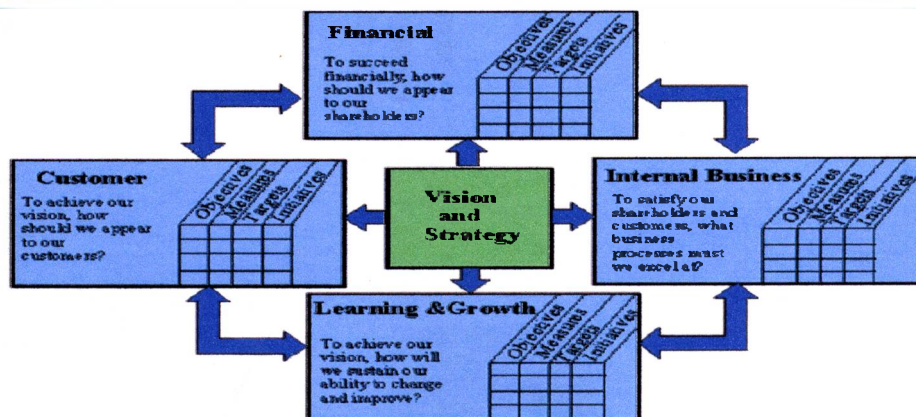 Financial
To succeed
financially, how
should we appear
to our
shareholders?
Objectives
Measures
Targets
Initiatives
Customer
To achieve our
vision, how
should we appear
to our
customers?
Objectives
Measures
Targets
Initiatives
Vision
and
Strategy
Internal Business
To satisfy our
shareholders and
customers, what
business
processes must
we excel at?
Objectives
Measures
Targets
Initiatives
Learning &Growth
To achieve our
vision, how will
we sustain our
ability to change
and improve?
Objectives
Measures
Targets
Initiatives